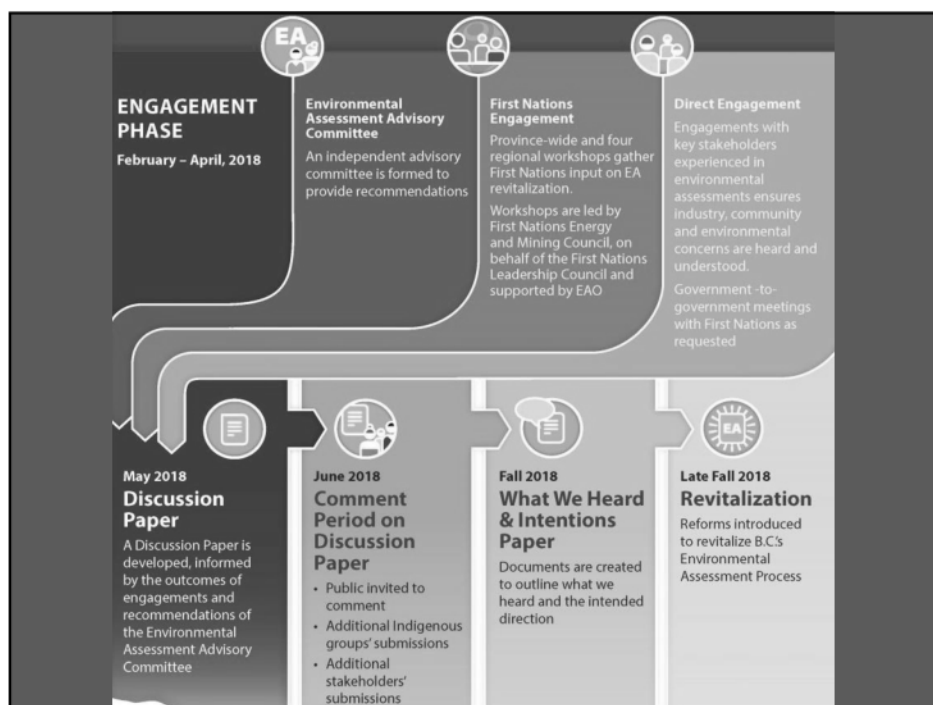 EA
ENGAGEMENT
PHASE
February – April, 2018
Environmental
Assessment Advisory
Committee
An independent advisory
committee is formed to
provide recommendations
First Nations
Engagement
Province-wide and four
regional workshops gather
First Nations input on EA
revitalization.
Workshops are led by
First Nations Energy
and Mining Council, on
behalf of the First Nations
Leadership Council and
supported by EAO
Direct Engagement
Engagements with
key stakeholders
experienced in
environmental
assessments ensures
industry, community
and environmental
concerns are heard and
understood.
Government -to-
government meetings
with First Nations as
requested
May 2018
Discussion
Paper
A Discussion Paper is
developed, informed
by the outcomes of
engagements and
recommendations of
the Environmental
Assessment Advisory
Committee
June 2018
Comment
Period on
Discussion
Paper
• Public invited to
comment
• Additional Indigenous
groups' submissions
• Additional
stakeholders'
submissions
Fall 2018
What We Heard
& Intentions
Paper
Documents are created
to outline what we
heard and the intended
direction
EA
Late Fall 2018
Revitalization
Reforms introduced
to revitalize B.C.'s
Environmental
Assessment Process